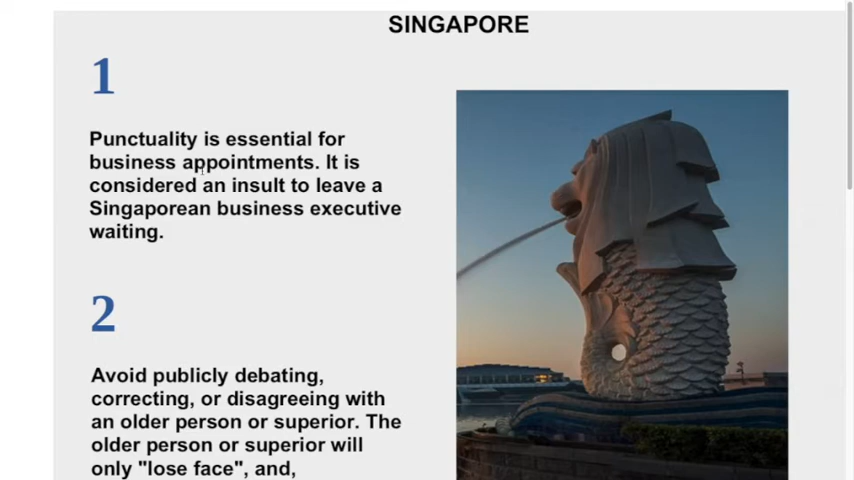 SINGAPORE
1
Punctuality is essential for
business appointments. It is
considered an insult to leave a
Singaporean business executive
waiting.
2
Avoid publicly debating,
correcting, or disagreeing with
an older person or superior. The
older person or superior will
only "lose face", and,